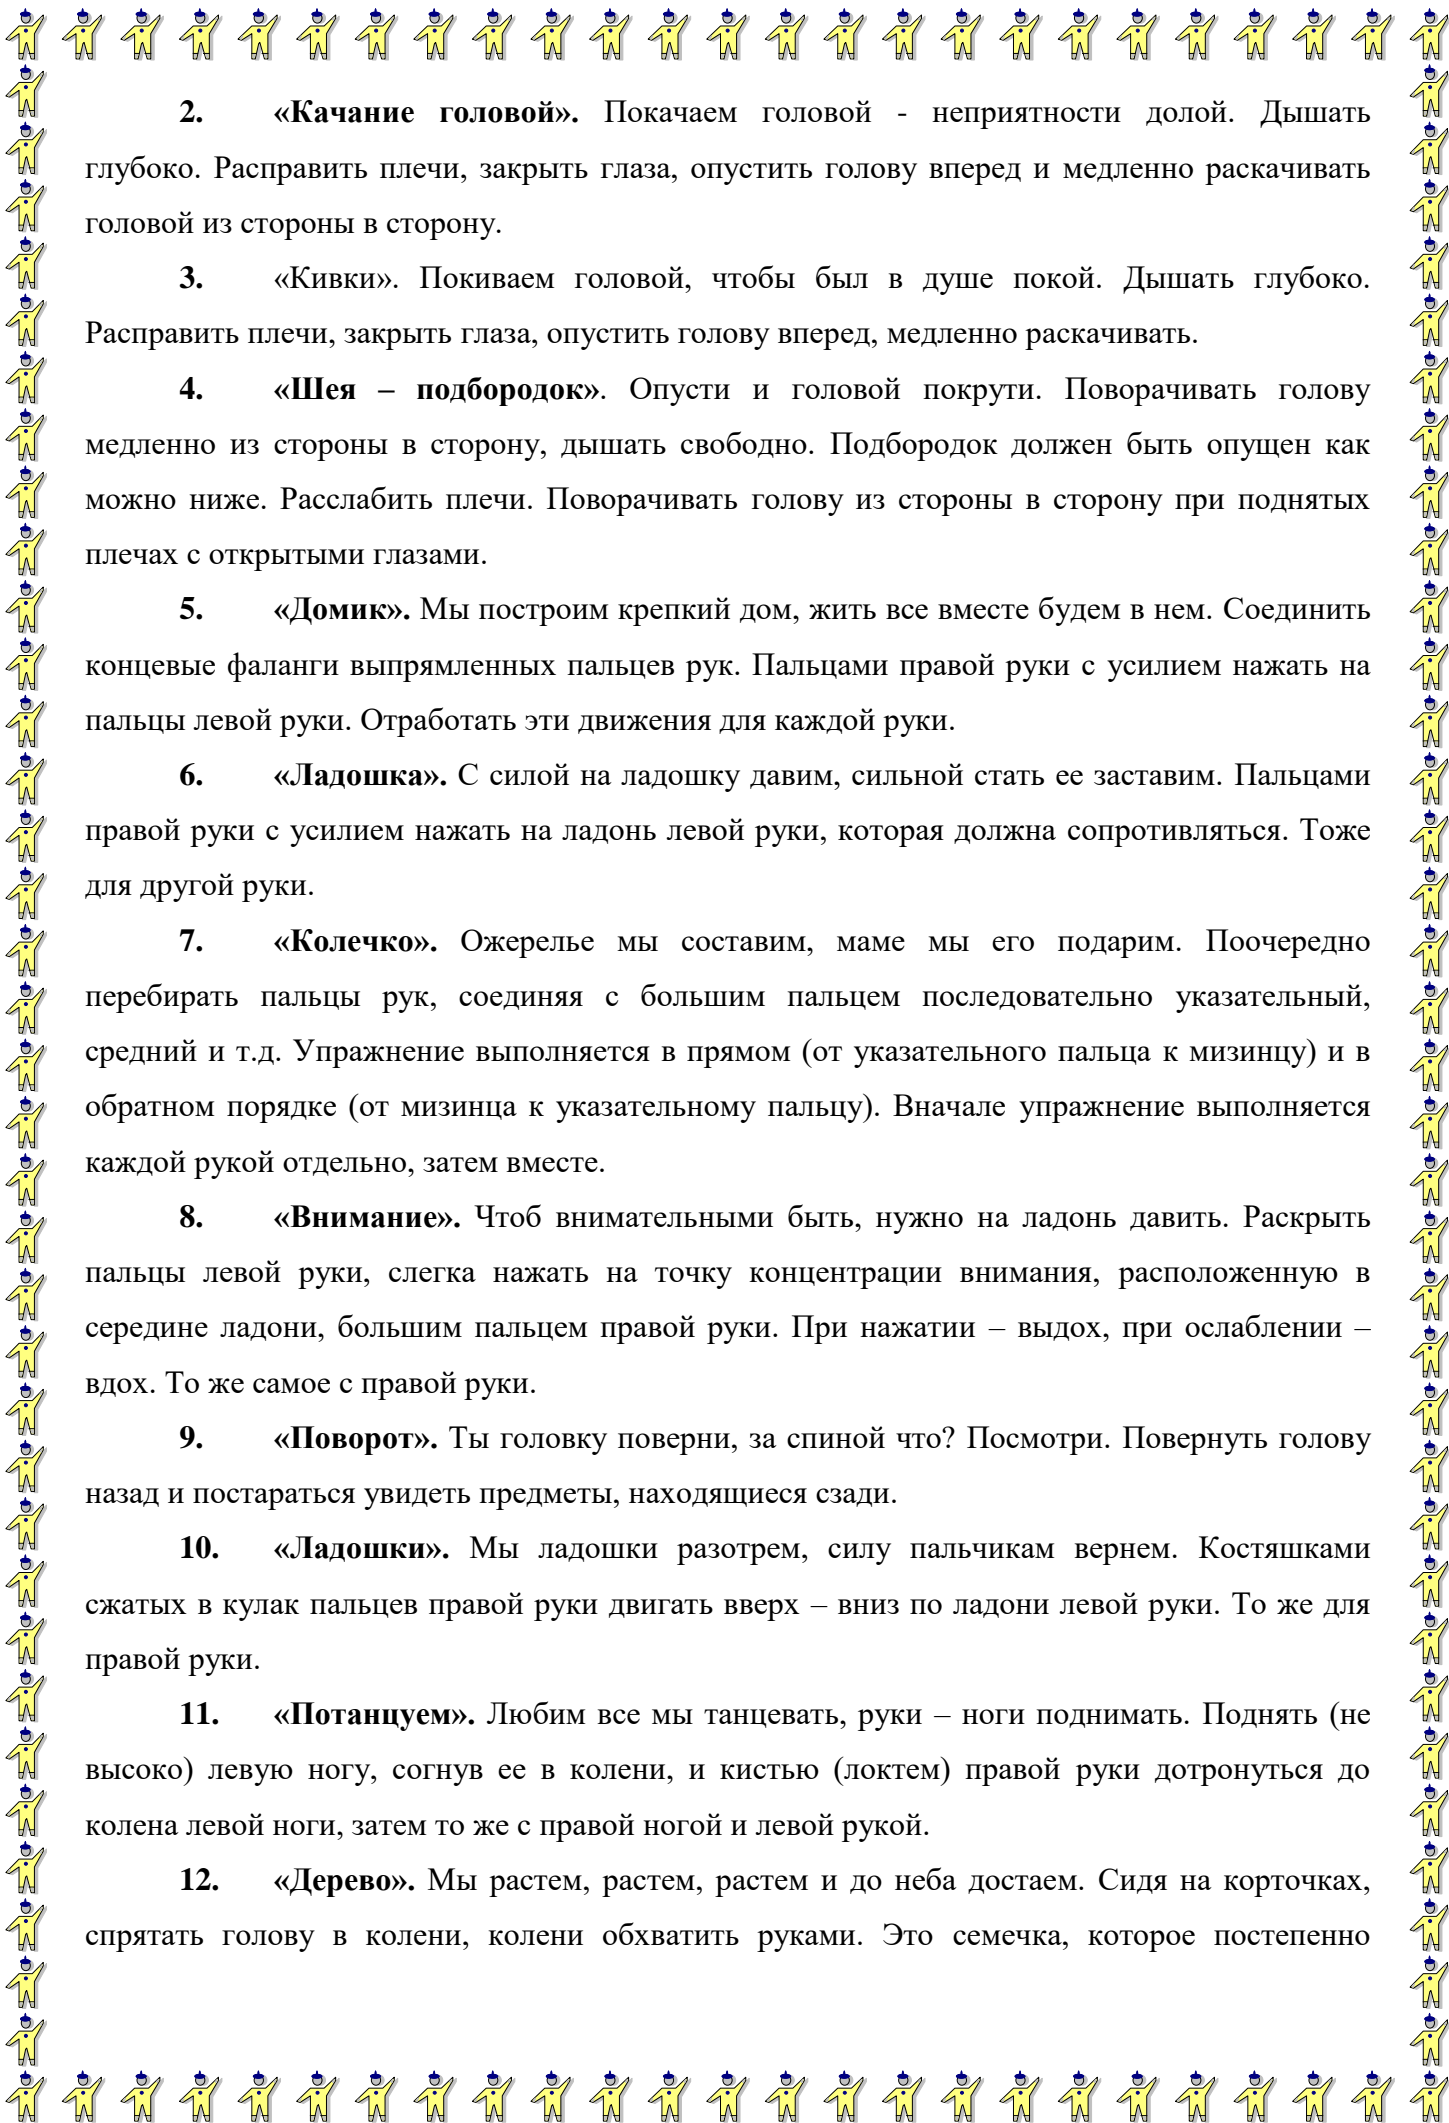 2. «Качание головой». Покачаем головой - неприятности долой. Дышать
глубоко. Расправить плечи, закрыть глаза, опустить голову вперед и медленно раскачивать
головой из стороны в сторону.
3. «Кивки». Покиваем головой, чтобы был в душе покой. Дышать глубоко.
Расправить плечи, закрыть глаза, опустить голову вперед, медленно раскачивать.
4. «Шея – подбородок». Опусти и головой покрути. Поворачивать голову
медленно из стороны в сторону, дышать свободно. Подбородок должен быть опущен как
можно ниже. Расслабить плечи. Поворачивать голову из стороны в сторону при поднятых
плечах с открытыми глазами.
5. «Домик». Мы построим крепкий дом, жить все вместе будем в нем. Соединить
концевые фаланги выпрямленных пальцев рук. Пальцами правой руки с усилием нажать на
пальцы левой руки. Отработать эти движения для каждой руки.
6. «Ладошка». С силой на ладошку давим, сильной стать ее заставим. Пальцами
правой руки с усилием нажать на ладонь левой руки, которая должна сопротивляться. Тоже
для другой руки.
7. «Колечко». Ожерелье мы составим, маме мы его подарим. Поочередно
перебирать пальцы рук, соединяя с большим пальцем последовательно указательный,
средний и т.д. Упражнение выполняется в прямом (от указательного пальца к мизинцу) и в
обратном порядке (от мизинца к указательному пальцу). Вначале упражнение выполняется
каждой рукой отдельно, затем вместе.
8. «Внимание». Чтоб внимательными быть, нужно на ладонь давить. Раскрыть
пальцы левой руки, слегка нажать на точку концентрации внимания, расположенную в
середине ладони, большим пальцем правой руки. При нажатии – выдох, при ослаблении –
вдох. То же самое с правой руки.
9. «Поворот». Ты головку поверни, за спиной что? Посмотри. Повернуть голову
назад и постараться увидеть предметы, находящиеся сзади.
10. «Ладошки». Мы ладошки разотрем, силу пальчикам вернем. Костяшками
сжатых в кулак пальцев правой руки двигать вверх – вниз по ладони левой руки. То же для
правой руки.
11. «Потанцуем». Любим все мы танцевать, руки – ноги поднимать. Поднять (не
высоко) левую ногу, согнув ее в колени, и кистью (локтем) правой руки дотронуться до
колена левой ноги, затем то же с правой ногой и левой рукой.
12. «Дерево». Мы растем, растем, растем и до неба достаем. Сидя на корточках,
спрятать голову в колени, колени обхватить руками. Это семечка, которое постепенно